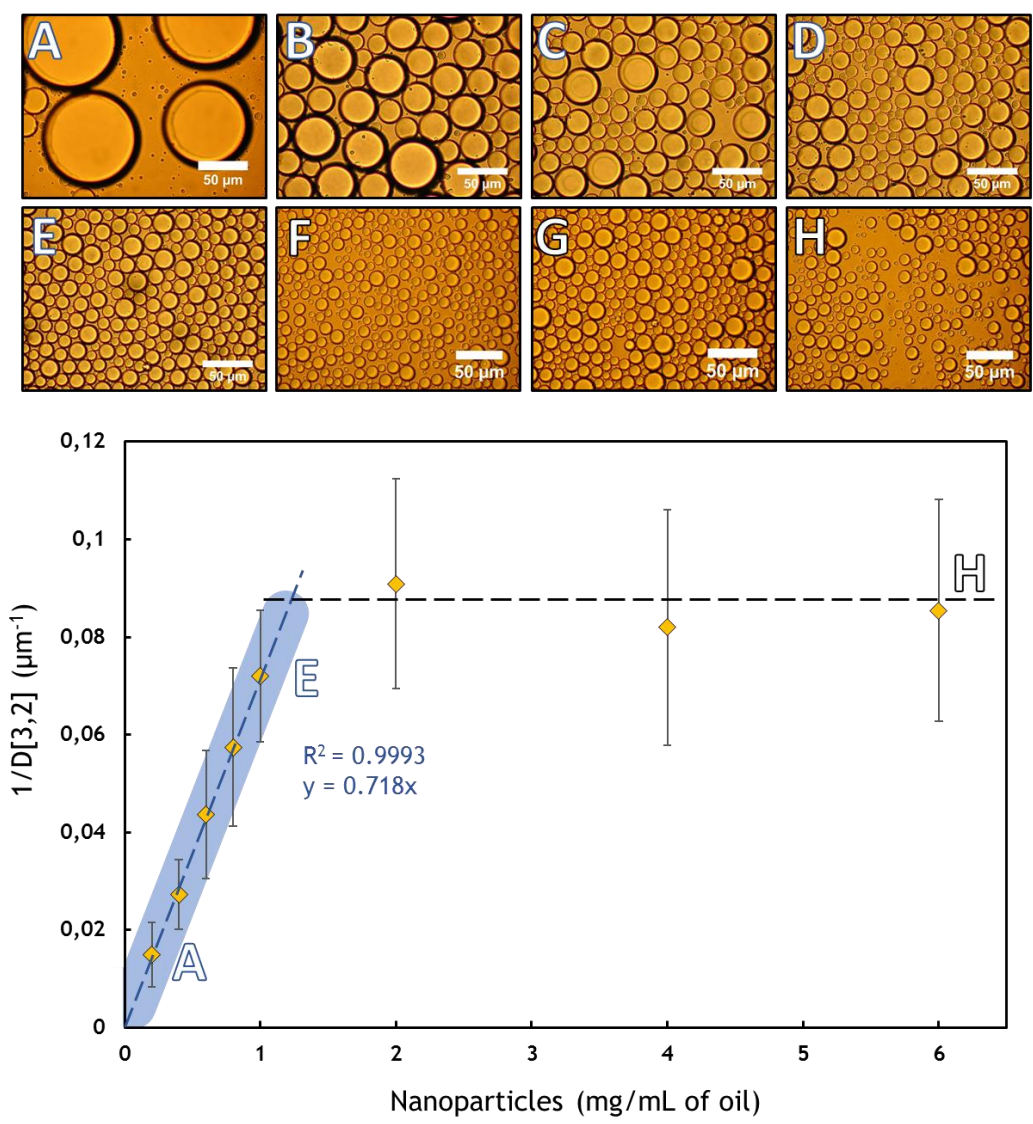 A
B
C
D
50 µm
50 µm
50 µm
50 µm
E
F
G
H
50 µm
50 µm
50 µm
50 µm
0,12
0,1
0,08
0,06
0,04
0,02
0
1/D[3,2] (µm⁻¹)
H
E
R² = 0.9993
y = 0.718x
A
0 1 2 3 4 5 6
Nanoparticles (mg/mL of oil)